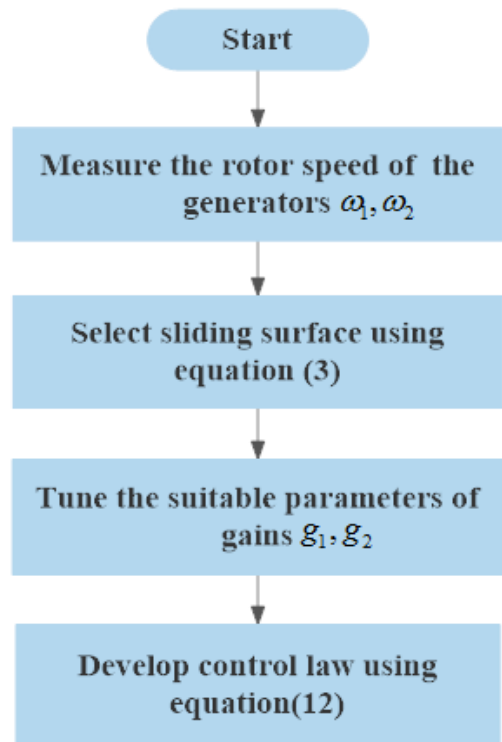 Start
Measure the rotor speed of the
generators ω₁, ω₂
Select sliding surface using
equation (3)
Tune the suitable parameters of
gains g₁, g₂
Develop control law using
equation(12)